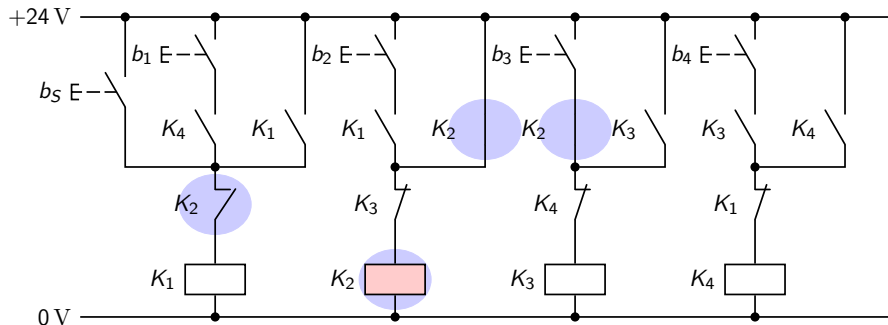 +24 V
b1 b2 b3 b4
bS
K4 K1 K1 K2 K2 K3 K3 K4
K2 K3 K4 K1
K1 K2 K3 K4
0 V